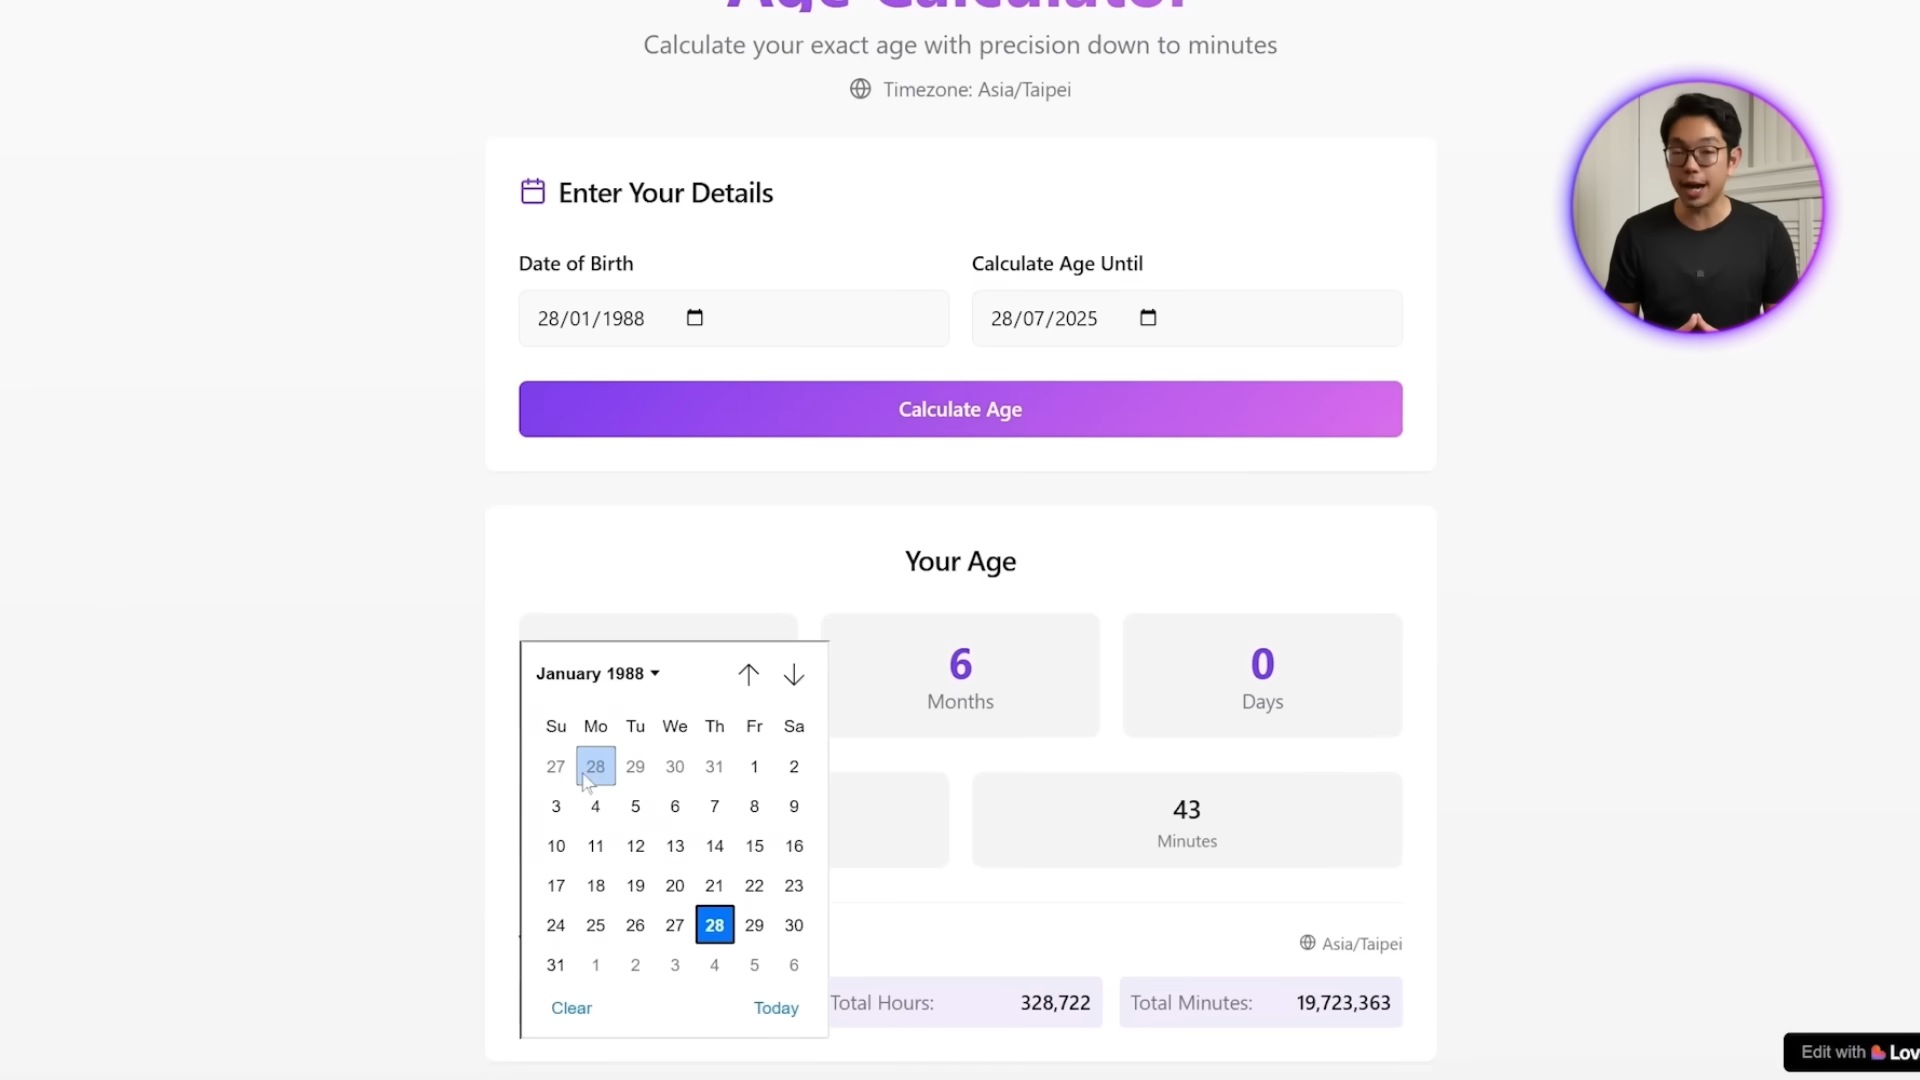 Age Calculator
Calculate your exact age with precision down to minutes
Timezone: Asia/Taipei
Enter Your Details
Date of Birth
Calculate Age Until
28/01/1988
28/07/2025
Calculate Age
Your Age
6
Months
0
Days
January 1988
Su Mo Tu We Th Fr Sa
27 28 29 30 31 1 2
3 4 5 6 7 8 9
10 11 12 13 14 15 16
17 18 19 20 21 22 23
24 25 26 27 28 29 30
31 1 2 3 4 5 6
Clear Today
43
Minutes
Asia/Taipei
Total Hours: 328,722
Total Minutes: 19,723,363
Edit with Lov